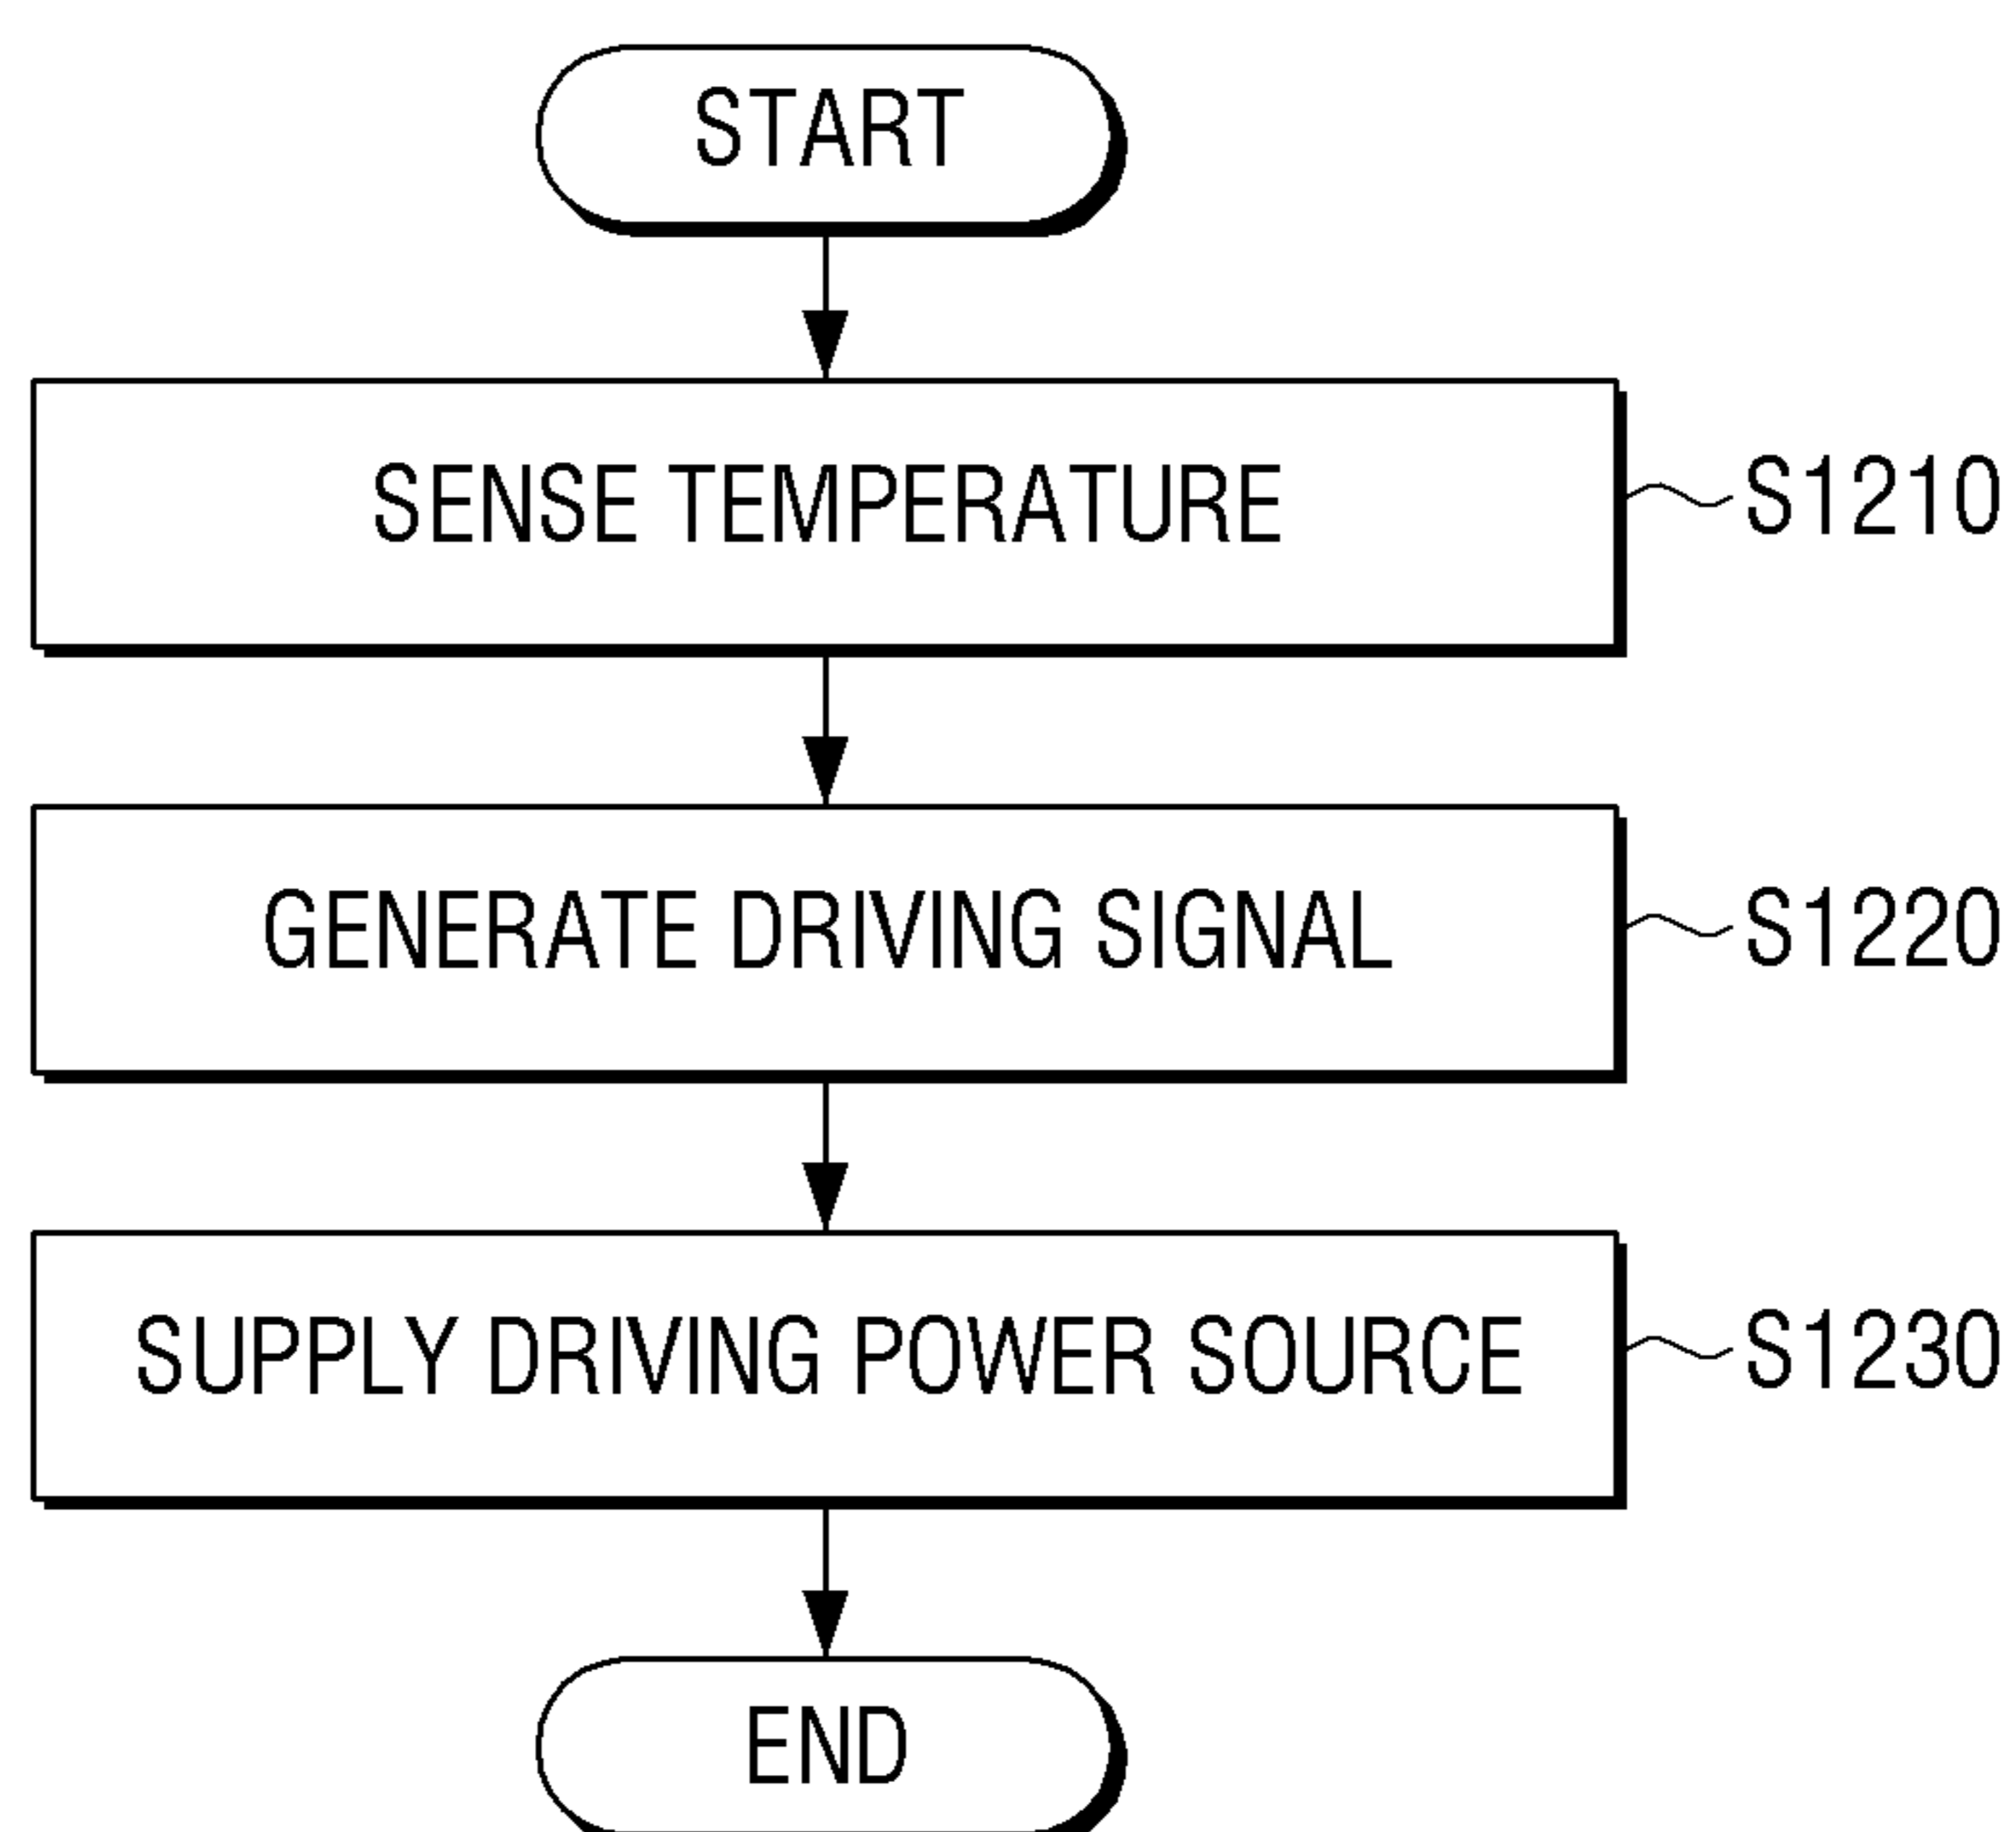 START
SENSE TEMPERATURE
S1210
GENERATE DRIVING SIGNAL
S1220
SUPPLY DRIVING POWER SOURCE
S1230
END